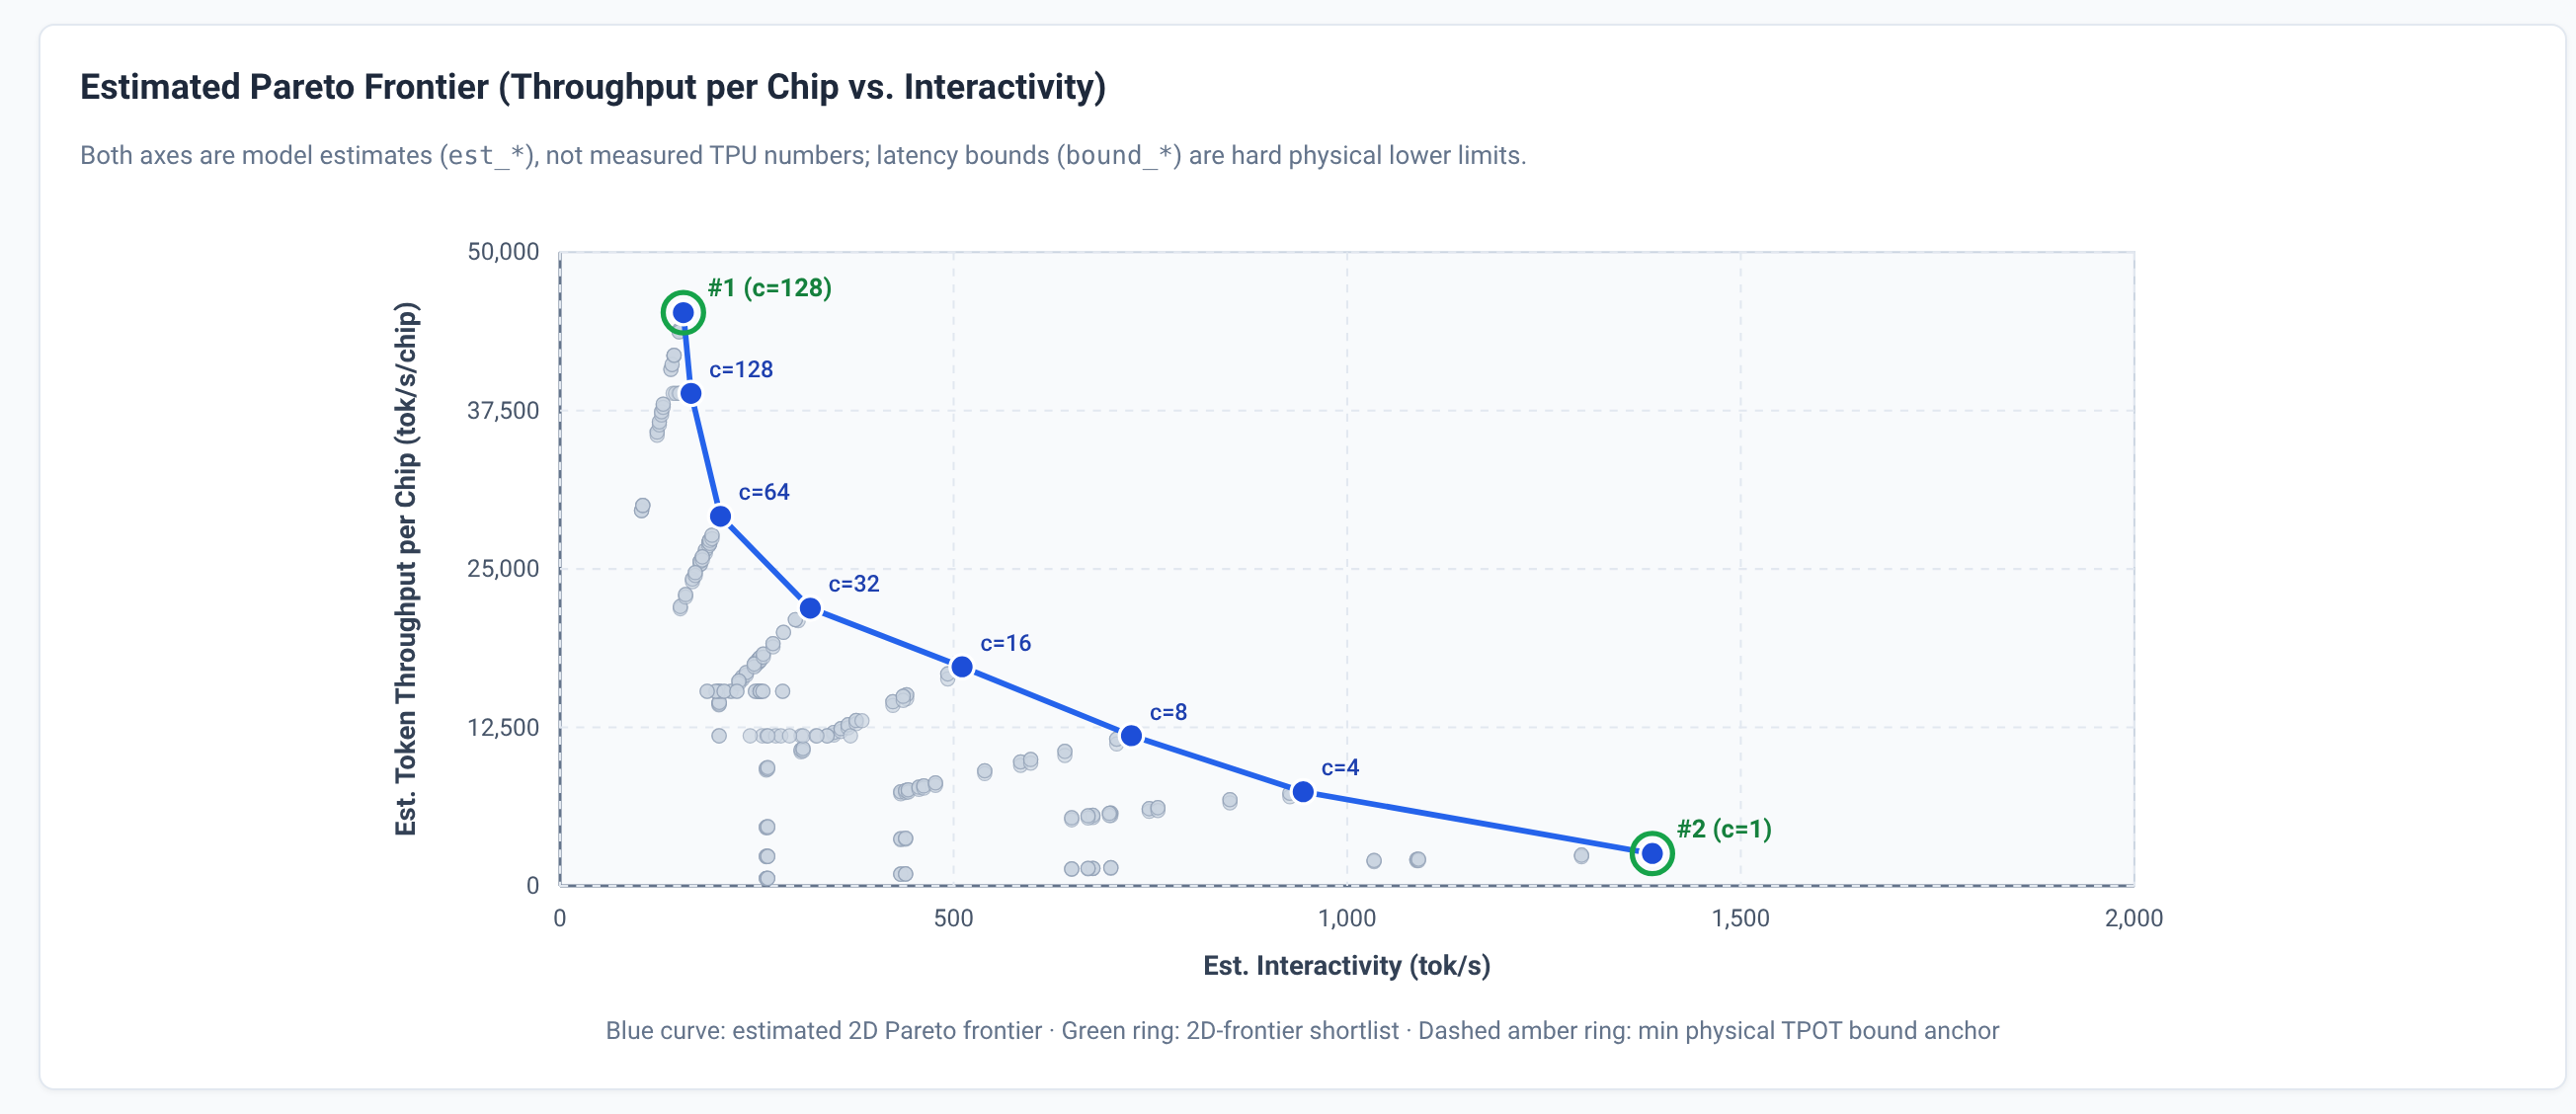 Estimated Pareto Frontier (Throughput per Chip vs. Interactivity)
Both axes are model estimates (est_*), not measured TPU numbers; latency bounds (bound_*) are hard physical lower limits.
50,000
37,500
25,000
12,500
0
Est. Token Throughput per Chip (tok/s/chip)
#1 (c=128)
c=128
c=64
c=32
c=16
c=8
c=4
#2 (c=1)
0
500
1,000
1,500
2,000
Est. Interactivity (tok/s)
Blue curve: estimated 2D Pareto frontier · Green ring: 2D-frontier shortlist · Dashed amber ring: min physical TPOT bound anchor